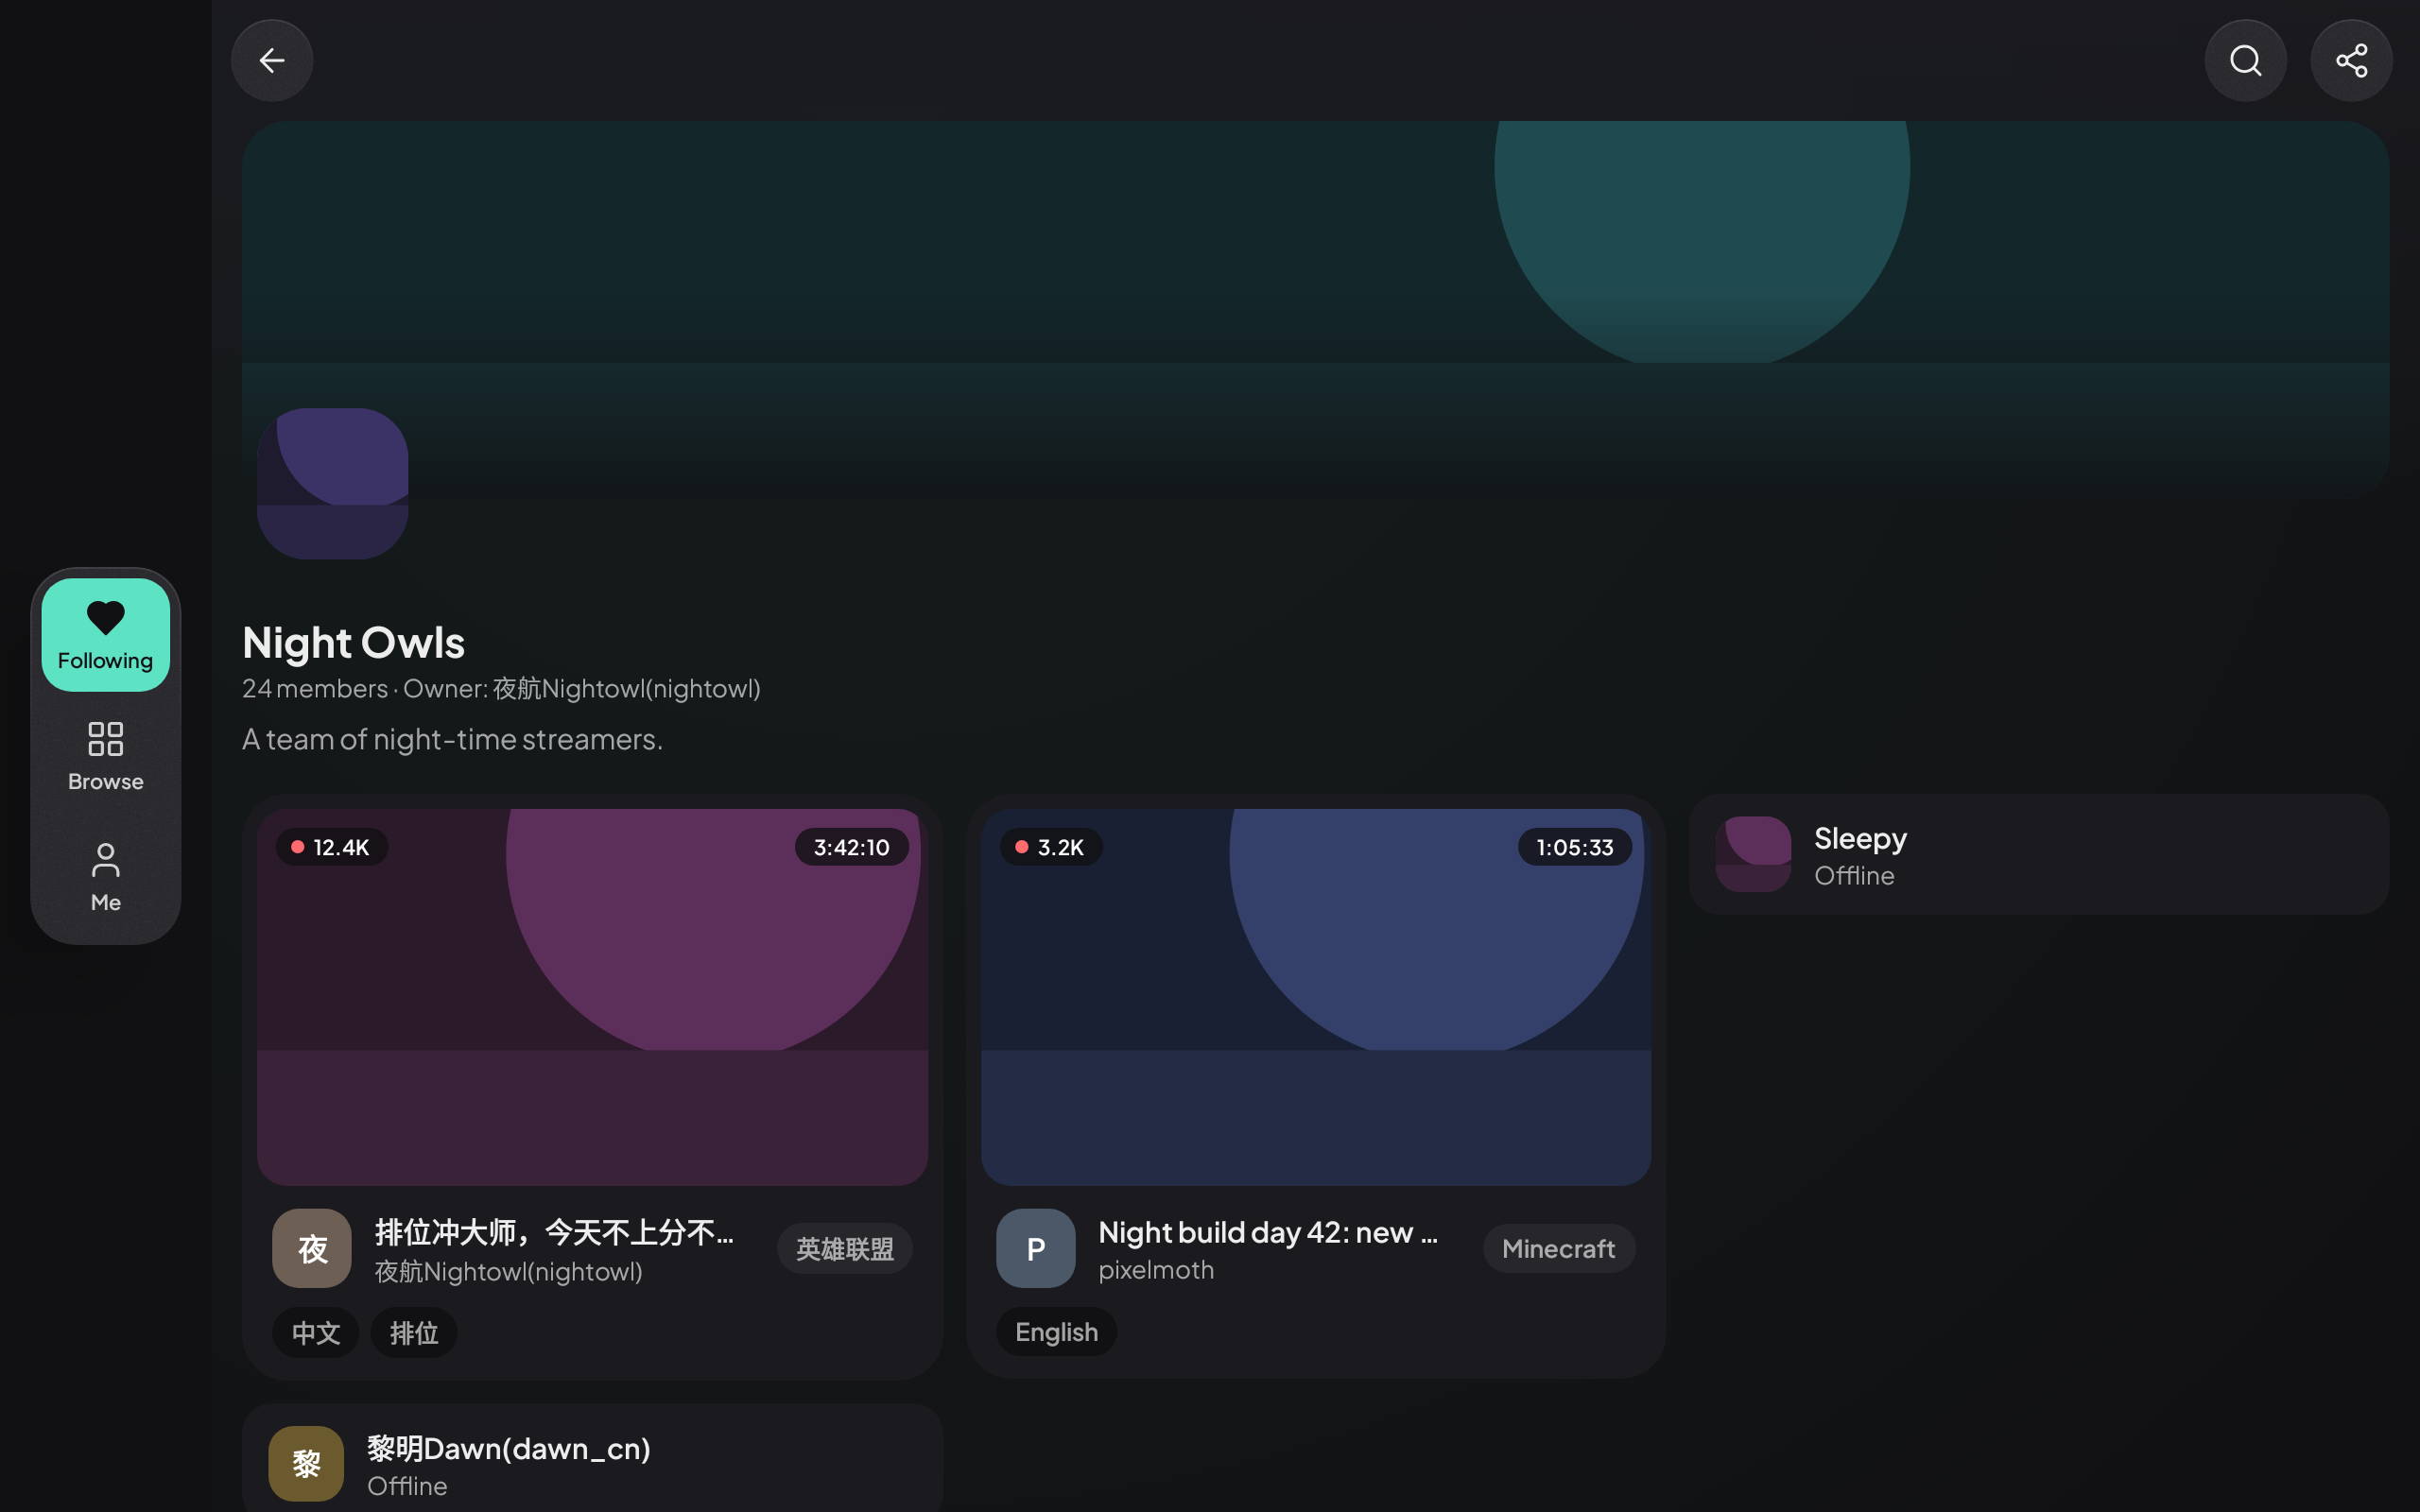 Following
Browse
Me
Night Owls
24 members · Owner: 夜航Nightowl(nightowl)
A team of night-time streamers.
12.4K
3:42:10
夜
排位冲大师，今天不上分不…
夜航Nightowl(nightowl)
英雄联盟
中文
排位
3.2K
1:05:33
P
Night build day 42: new …
pixelmoth
Minecraft
English
Sleepy
Offline
黎
黎明Dawn(dawn_cn)
Offline